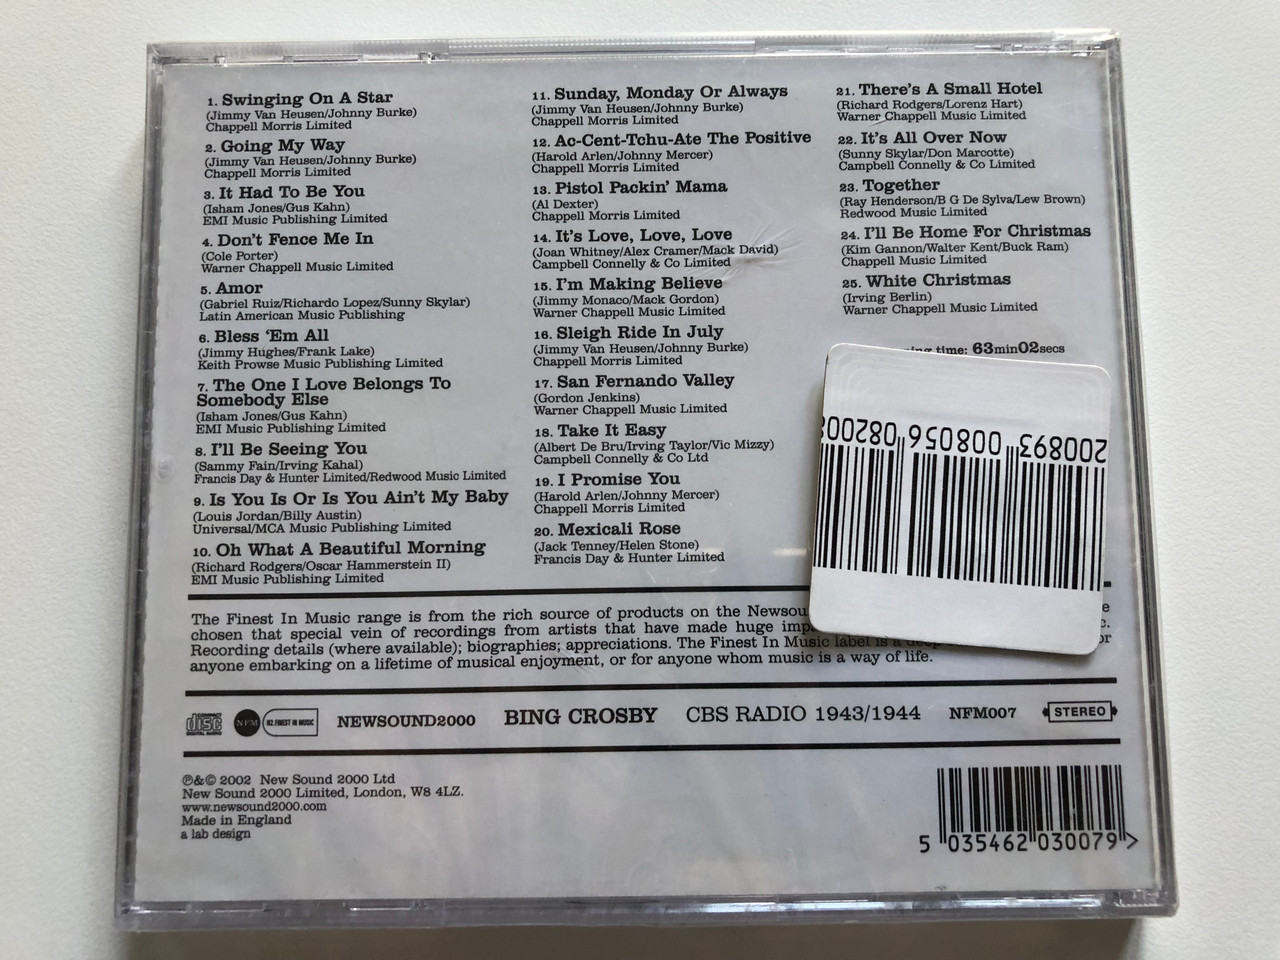 1. Swinging On A Star
(Jimmy Van Heusen/Johnny Burke)
Chappell Morris Limited
2. Going My Way
(Jimmy Van Heusen/Johnny Burke)
Chappell Morris Limited
3. It Had To Be You
(Isham Jones/Gus Kahn)
EMI Music Publishing Limited
4. Don't Fence Me In
(Cole Porter)
Warner Chappell Music Limited
5. Amor
(Gabriel Ruiz/Richardo Lopez/Sunny Skylar)
Latin American Music Publishing
6. Bless 'Em All
(Jimmy Hughes/Frank Lake)
Keith Prowse Music Publishing Limited
7. The One I Love Belongs To
Somebody Else
(Isham Jones/Gus Kahn)
EMI Music Publishing Limited
8. I'll Be Seeing You
(Sammy Fain/Irving Kahal)
Francis Day & Hunter Limited/Redwood Music Limited
9. Is You Is Or Is You Ain't My Baby
(Louis Jordan/Billy Austin)
Universal/MCA Music Publishing Limited
10. Oh What A Beautiful Morning
(Richard Rodgers/Oscar Hammerstein II)
EMI Music Publishing Limited
11. Sunday, Monday Or Always
(Jimmy Van Heusen/Johnny Burke)
Chappell Morris Limited
12. Ac-Cent-Tchu-Ate The Positive
(Harold Arlen/Johnny Mercer)
Chappell Morris Limited
13. Pistol Packin' Mama
(Al Dexter)
Chappell Morris Limited
14. It's Love, Love, Love
(Joan Whitney/Alex Cramer/Mack David)
Campbell Connelly & Co Limited
15. I'm Making Believe
(Jimmy Monaco/Mack Gordon)
Warner Chappell Music Limited
16. Sleigh Ride In July
(Jimmy Van Heusen/Johnny Burke)
Chappell Morris Limited
17. San Fernando Valley
(Gordon Jenkins)
Warner Chappell Music Limited
18. Take It Easy
(Albert De Bru/Irving Taylor/Vic Mizzy)
Campbell Connelly & Co Ltd
19. I Promise You
(Harold Arlen/Johnny Mercer)
Chappell Morris Limited
20. Mexicali Rose
(Jack Tenney/Helen Stone)
Francis Day & Hunter Limited
21. There's A Small Hotel
(Richard Rodgers/Lorenz Hart)
Warner Chappell Music Limited
22. It's All Over Now
(Sunny Skylar/Don Marcotte)
Campbell Connelly & Co Limited
23. Together
(Ray Henderson/B G De Sylva/Lew Brown)
Redwood Music Limited
24. I'll Be Home For Christmas
(Kim Gannon/Walter Kent/Buck Ram)
Chappell Music Limited
25. White Christmas
(Irving Berlin)
Warner Chappell Music Limited
time: 63min02secs
200893 008056 08200
The Finest In Music range is from the rich source of products on the
chosen that special vein of recordings from artists that have made huge
Recording details (where available); biographies; appreciations. The Finest In Music label is a
anyone embarking on a lifetime of musical enjoyment, or for anyone whom music is a way of life.
COMPACT disc DIGITAL AUDIO NFM N2.FINEST IN MUSIC NEWSOUND2000 BING CROSBY CBS RADIO 1943/1944 NFM007 STEREO
℗&© 2002 New Sound 2000 Ltd
New Sound 2000 Limited, London, W8 4LZ.
www.newsound2000.com
Made in England
a lab design
5 035462 030079 >